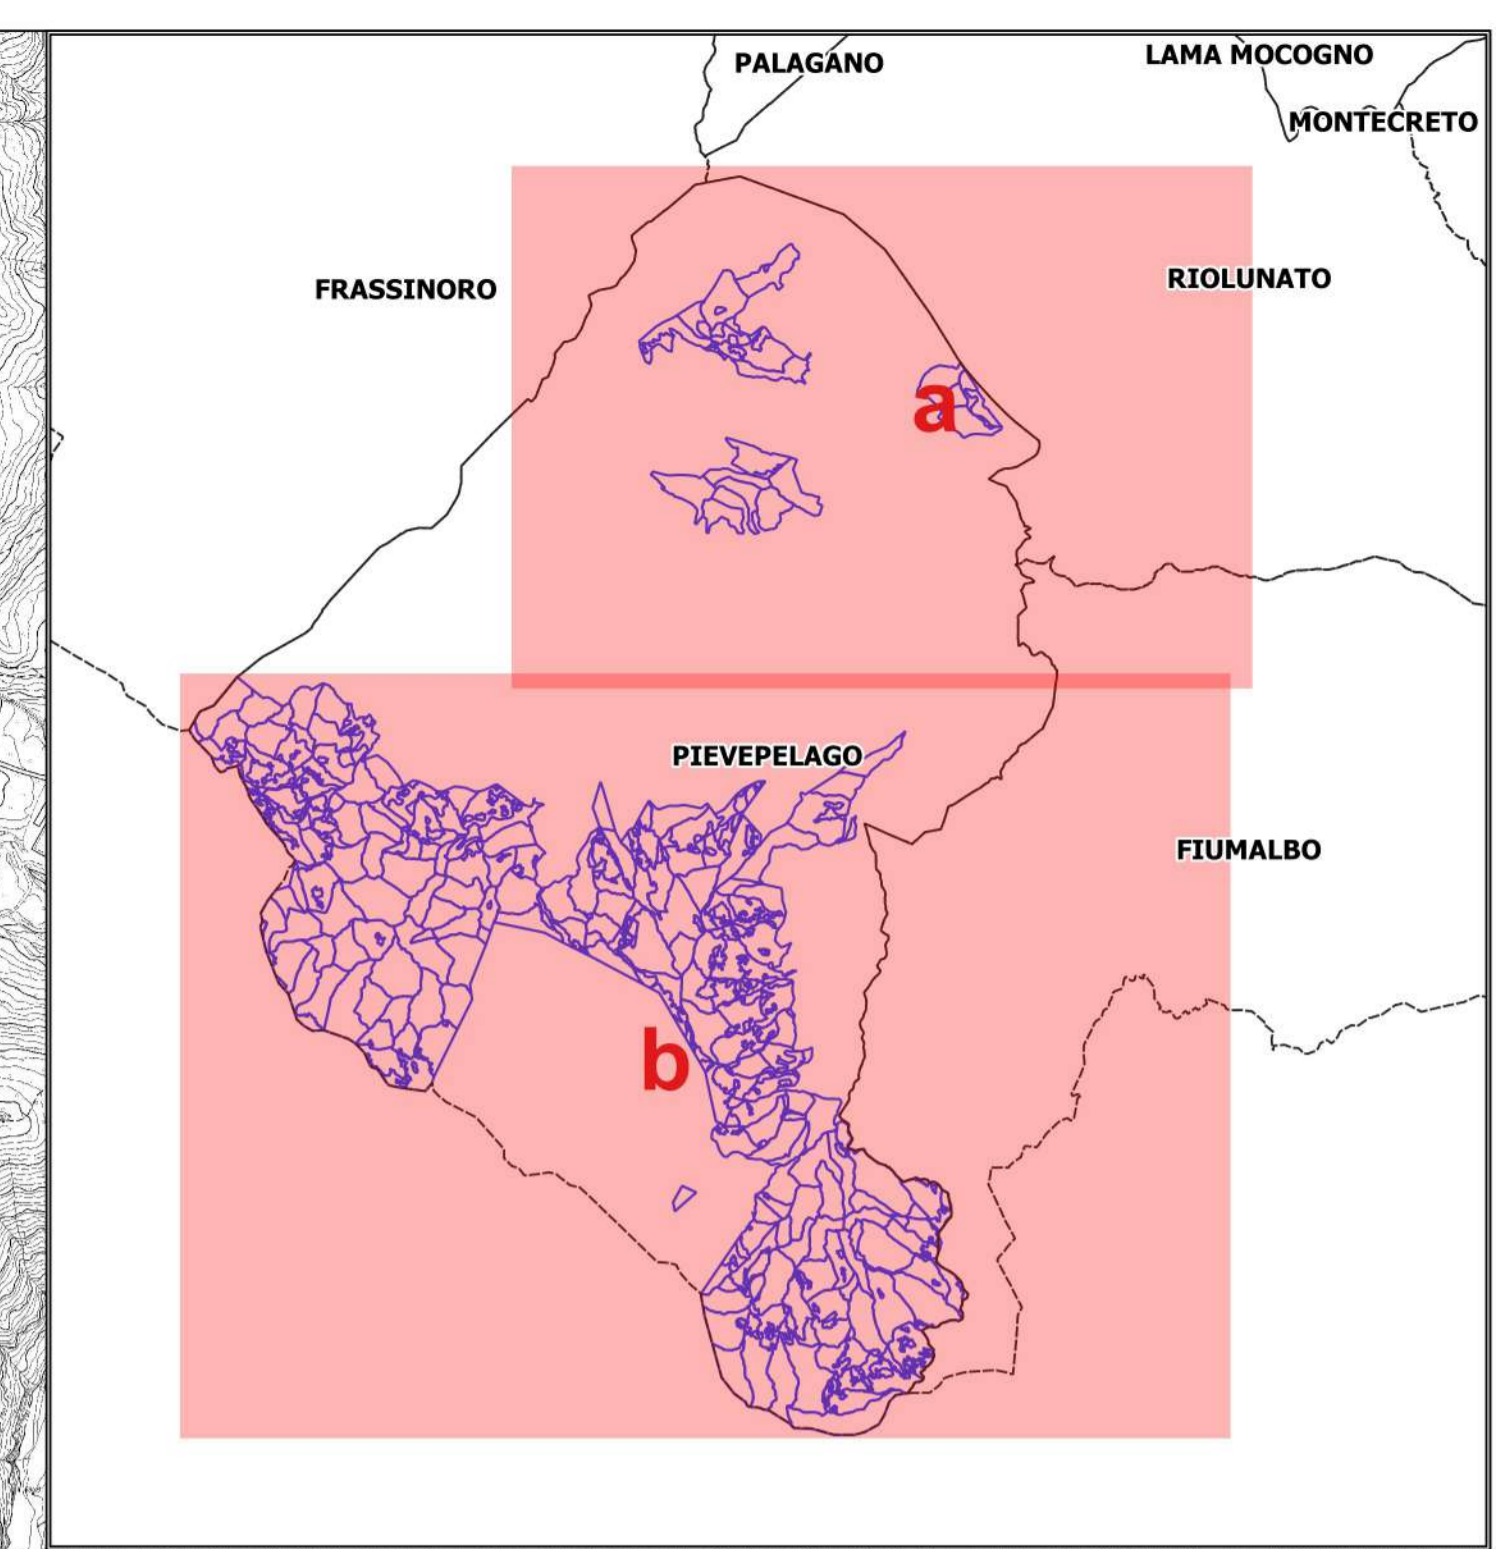 PALAGANO
LAMA MOCOGNO
MONTECRETO
RIOLUNATO
FRASSINORO
a
PIEVEPELAGO
FIUMALBO
b